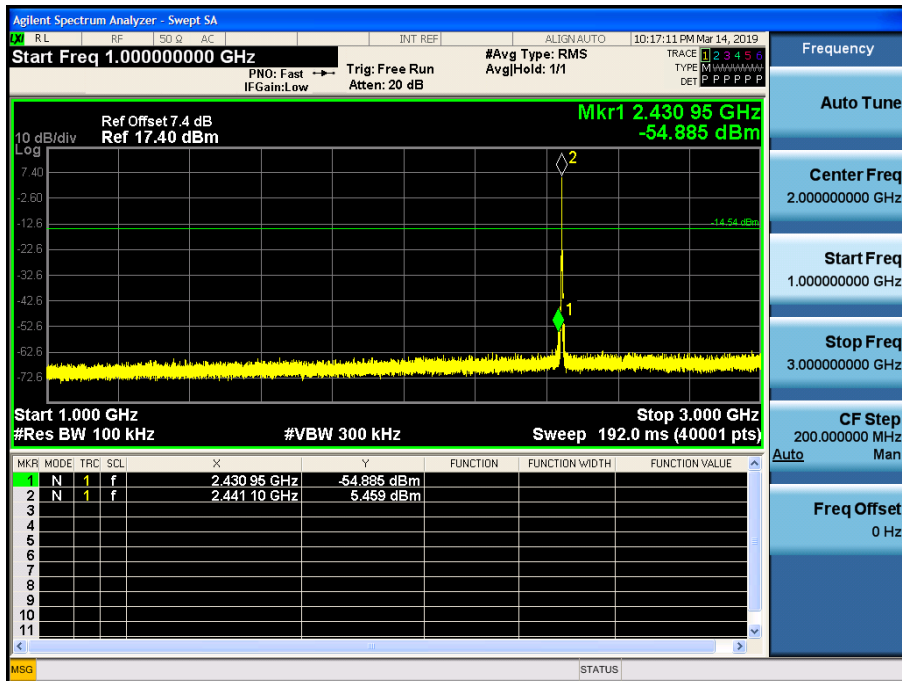 Agilent Spectrum Analyzer - Swept SA
LXI RL RF 50 Ω AC INT REF ALIGNAUTO 10:17:11 PM Mar 14, 2019
Start Freq 1.000000000 GHz
PNO: Fast
IFGain:Low
Trig: Free Run
Atten: 20 dB
#Avg Type: RMS
Avg|Hold: 1/1
TRACE 1 2 3 4 5 6
TYPE M W W W W W
DET P P P P P P
Mkr1 2.430 95 GHz
-54.885 dBm
Ref Offset 7.4 dB
10 dB/div Ref 17.40 dBm
Log
7.40
-2.60
-12.6
-22.6
-32.6
-42.6
-52.6
-62.6
-72.6
2
-14.54 dBm
1
Start 1.000 GHz Stop 3.000 GHz
#Res BW 100 kHz #VBW 300 kHz Sweep 192.0 ms (40001 pts)
MKR MODE TRC SCL X Y FUNCTION FUNCTION WIDTH FUNCTION VALUE
1 N 1 f 2.430 95 GHz -54.885 dBm
2 N 1 f 2.441 10 GHz 5.459 dBm
3
4
5
6
7
8
9
10
11
MSG STATUS
Frequency
Auto Tune
Center Freq
2.000000000 GHz
Start Freq
1.000000000 GHz
Stop Freq
3.000000000 GHz
CF Step
200.000000 MHz
Auto Man
Freq Offset
0 Hz